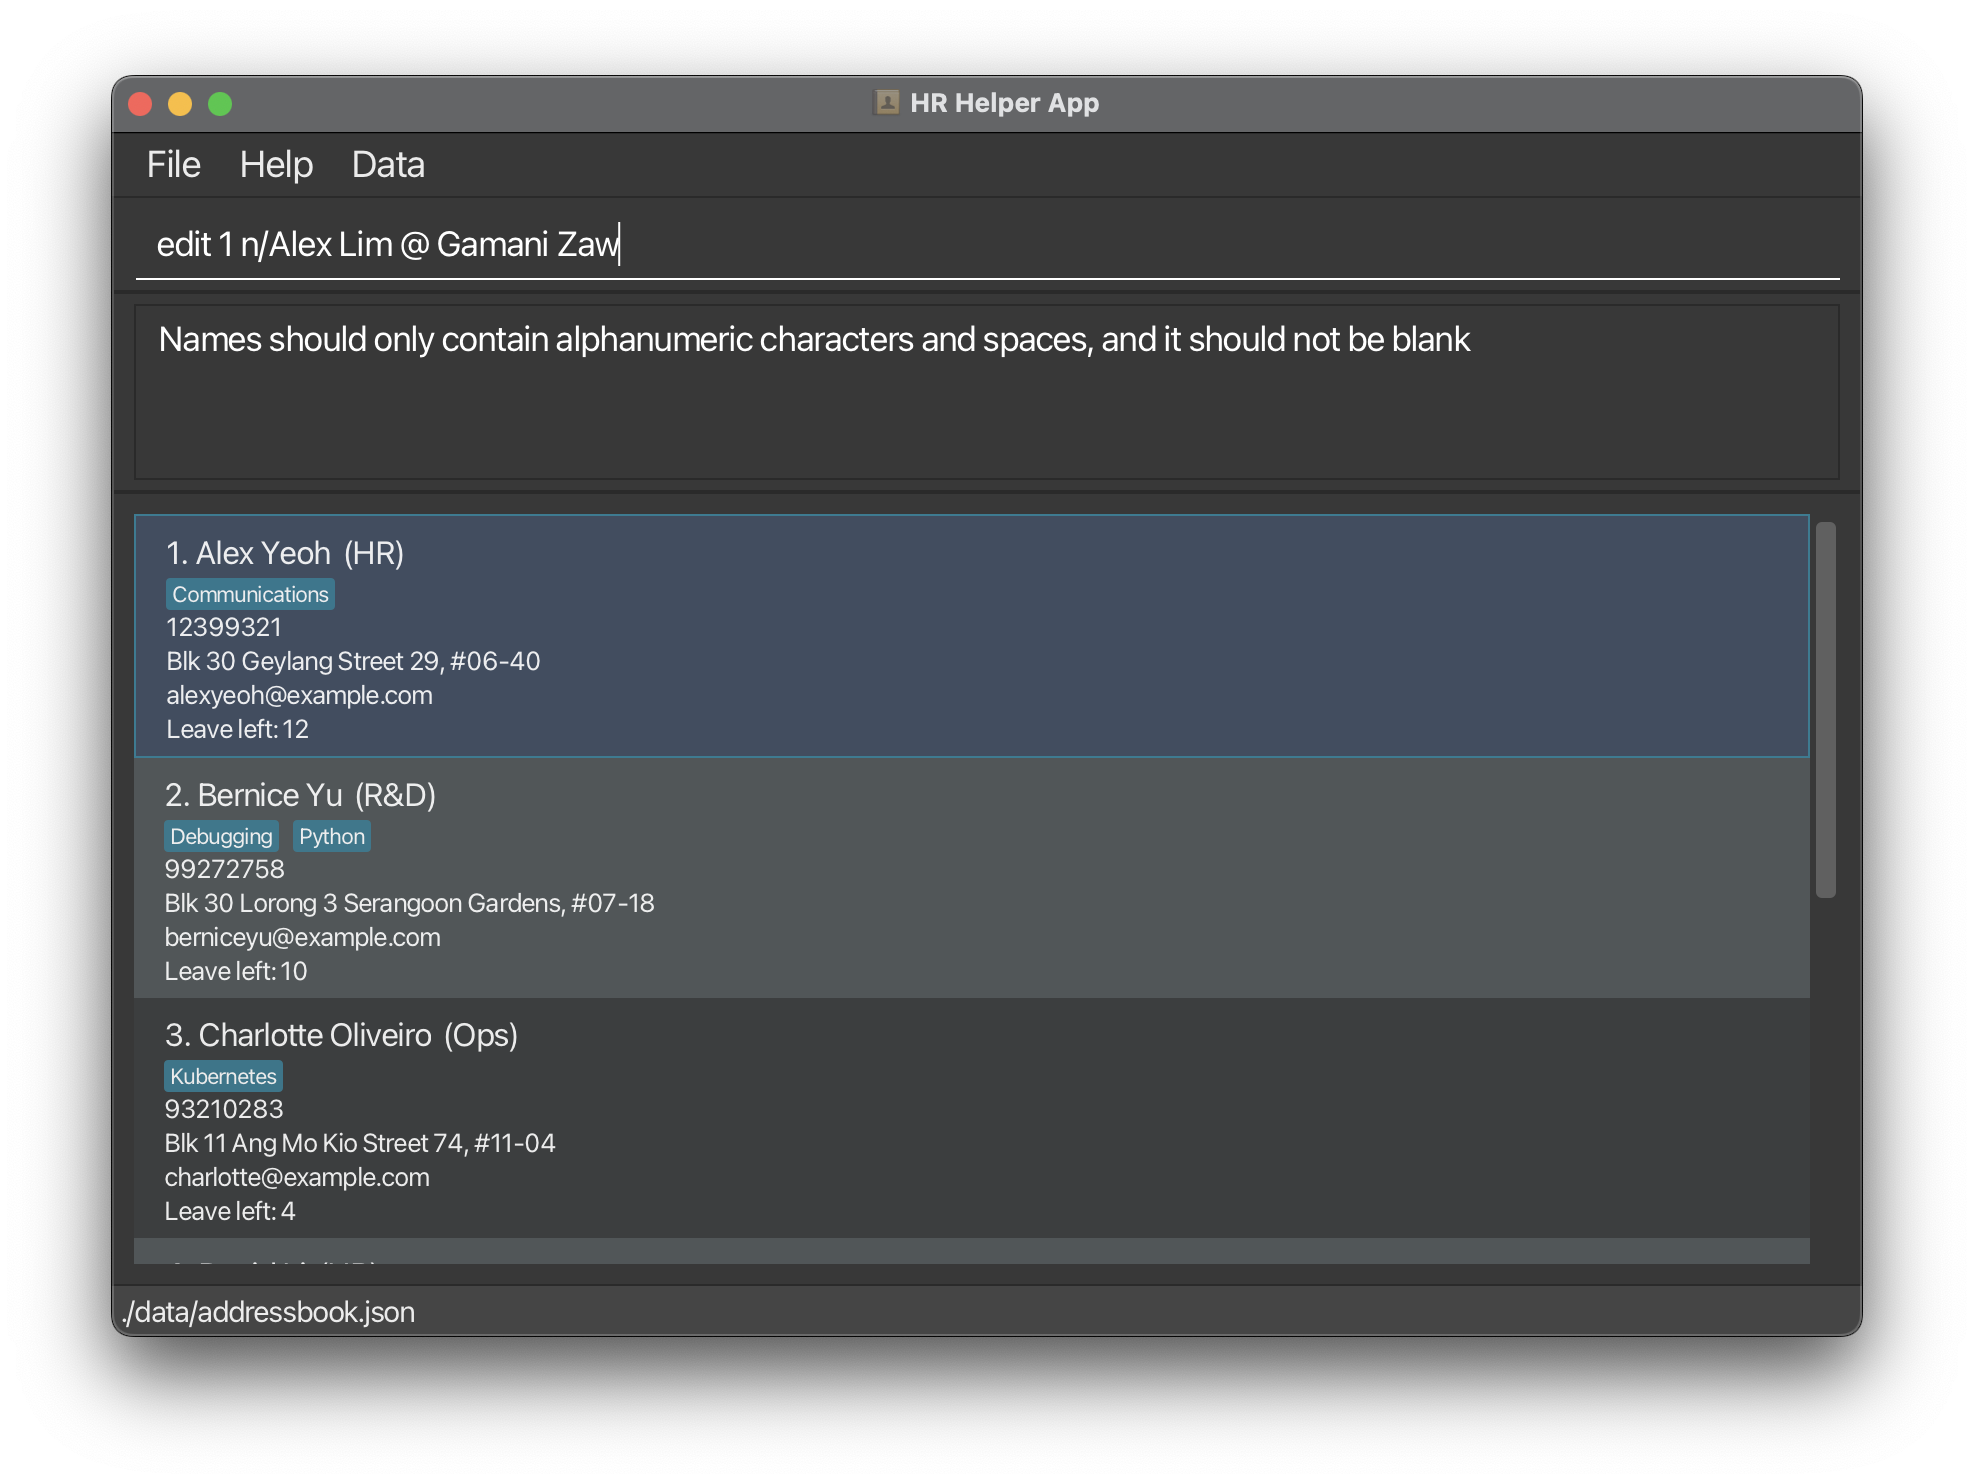 HR Helper App
File Help Data
edit 1 n/Alex Lim @ Gamani Zaw
Names should only contain alphanumeric characters and spaces, and it should not be blank
1. Alex Yeoh (HR)
Communications
12399321
Blk 30 Geylang Street 29, #06-40
alexyeoh@example.com
Leave left: 12
2. Bernice Yu (R&D)
Debugging Python
99272758
Blk 30 Lorong 3 Serangoon Gardens, #07-18
berniceyu@example.com
Leave left: 10
3. Charlotte Oliveiro (Ops)
Kubernetes
93210283
Blk 11 Ang Mo Kio Street 74, #11-04
charlotte@example.com
Leave left: 4
./data/addressbook.json